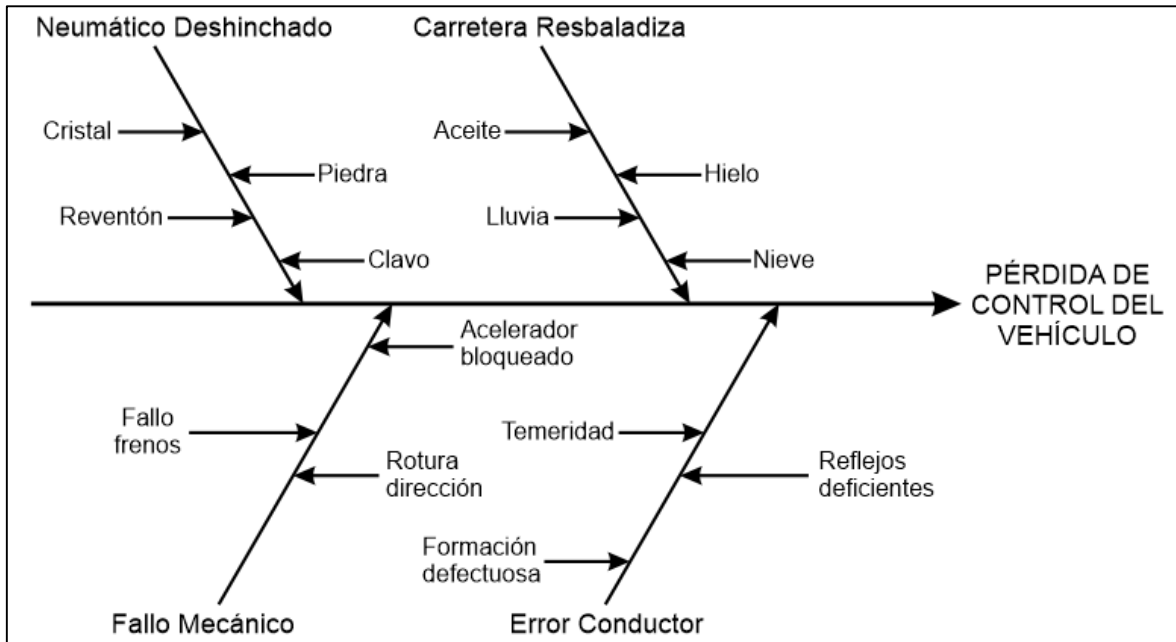 Neumático Deshinchado
Carretera Resbaladiza
Cristal
Piedra
Reventón
Clavo
Aceite
Hielo
Lluvia
Nieve
PÉRDIDA DE
CONTROL DEL
VEHÍCULO
Acelerador
bloqueado
Fallo
frenos
Rotura
dirección
Temeridad
Reflejos
deficientes
Formación
defectuosa
Fallo Mecánico
Error Conductor